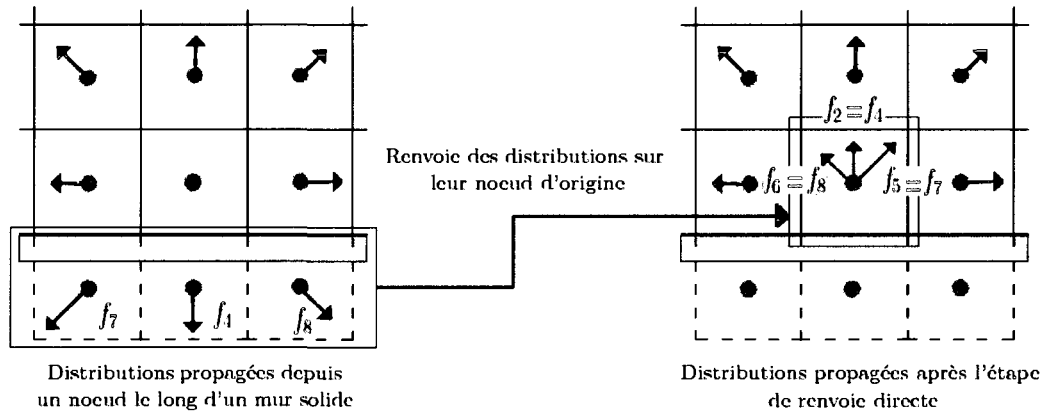 f2=f4
Renvoie des distributions sur
leur noeud d'origine
f6=f8
f5=f7
f7
f4
f8
Distributions propagées depuis
un noeud le long d'un mur solide
Distributions propagées après l'étape
de renvoie directe